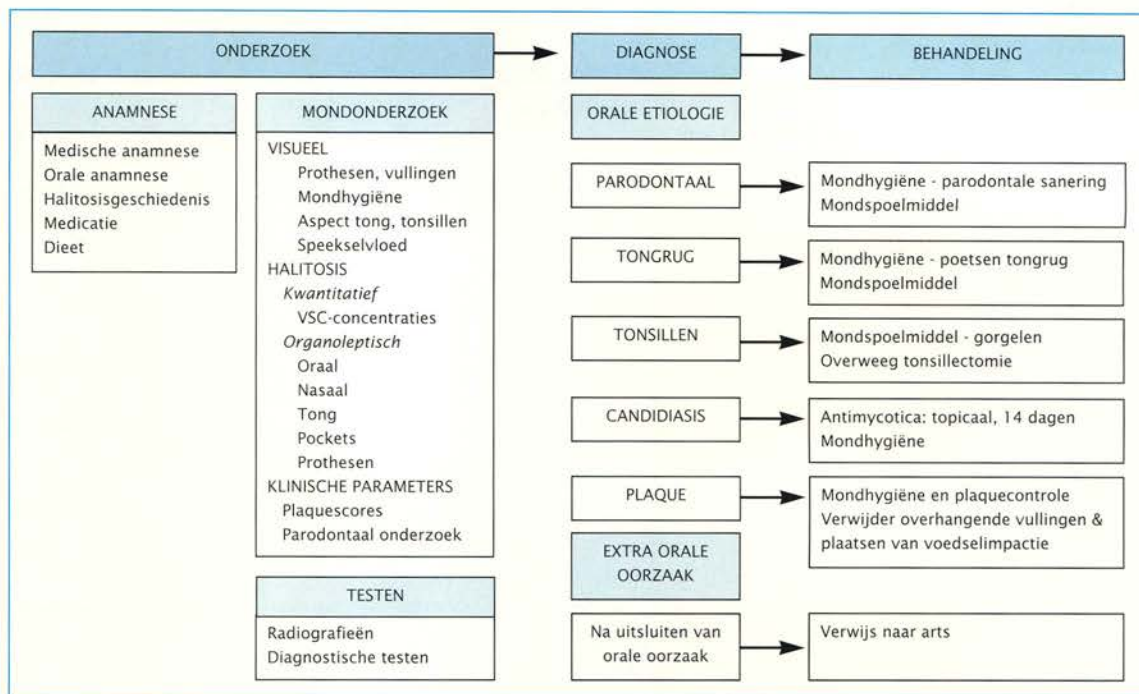 ONDERZOEK
DIAGNOSE
BEHANDELING
ANAMNESE
Medische anamnese
Orale anamnese
Halitosisgeschiedenis
Medicatie
Dieet
MONDONDERZOEK
VISUEEL
Prothesen, vullingen
Mondhygiëne
Aspect tong, tonsillen
Speekselvloed
HALITOSIS
Kwantitatief
VSC-concentraties
Organoleptisch
Oraal
Nasaal
Tong
Pockets
Prothesen
KLINISCHE PARAMETERS
Plaquescores
Parodontaal onderzoek
TESTEN
Radiografieën
Diagnostische testen
ORALE ETIOLOGIE
PARODONTAAL
Mondhygiëne - parodontale sanering
Mondspoelmiddel
TONGRUG
Mondhygiëne - poetsen tongrug
Mondspoelmiddel
TONSILLEN
Mondspoelmiddel - gorgelen
Overweeg tonsillectomie
CANDIDIASIS
Antimycotica: topicaal, 14 dagen
Mondhygiëne
PLAQUE
Mondhygiëne en plaquecontrole
Verwijder overhangende vullingen &
plaatsen van voedselimpactie
EXTRA ORALE
OORZAAK
Na uitsluiten van
orale oorzaak
Verwijs naar arts